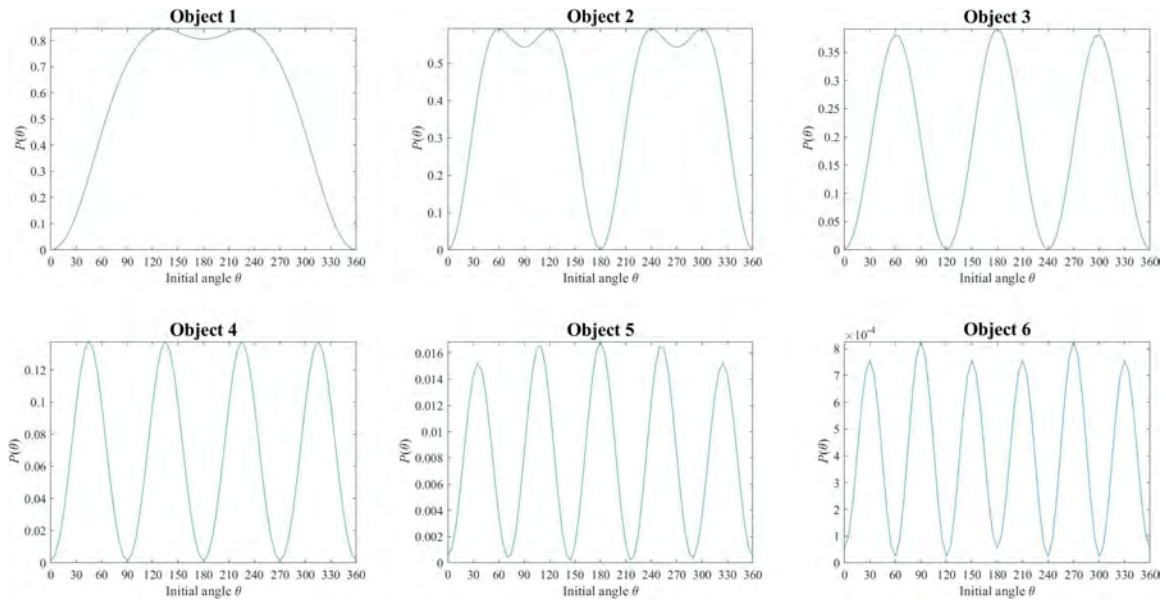 Object 1
0.8
0.7
0.6
0.5
0.4
0.3
0.2
0.1
0
P(θ)
0 30 60 90 120 150 180 210 240 270 300 330 360
Initial angle θ
Object 2
0.5
0.4
0.3
0.2
0.1
0
P(θ)
0 30 60 90 120 150 180 210 240 270 300 330 360
Initial angle θ
Object 3
0.35
0.3
0.25
0.2
0.15
0.1
0.05
0
P(θ)
0 30 60 90 120 150 180 210 240 270 300 330 360
Initial angle θ
Object 4
0.12
0.1
0.08
0.06
0.04
0.02
0
P(θ)
0 30 60 90 120 150 180 210 240 270 300 330 360
Initial angle θ
Object 5
0.016
0.014
0.012
0.01
0.008
0.006
0.004
0.002
0
P(θ)
0 30 60 90 120 150 180 210 240 270 300 330 360
Initial angle θ
Object 6
×10⁻⁴
8
7
6
5
4
3
2
1
0
P(θ)
0 30 60 90 120 150 180 210 240 270 300 330 360
Initial angle θ